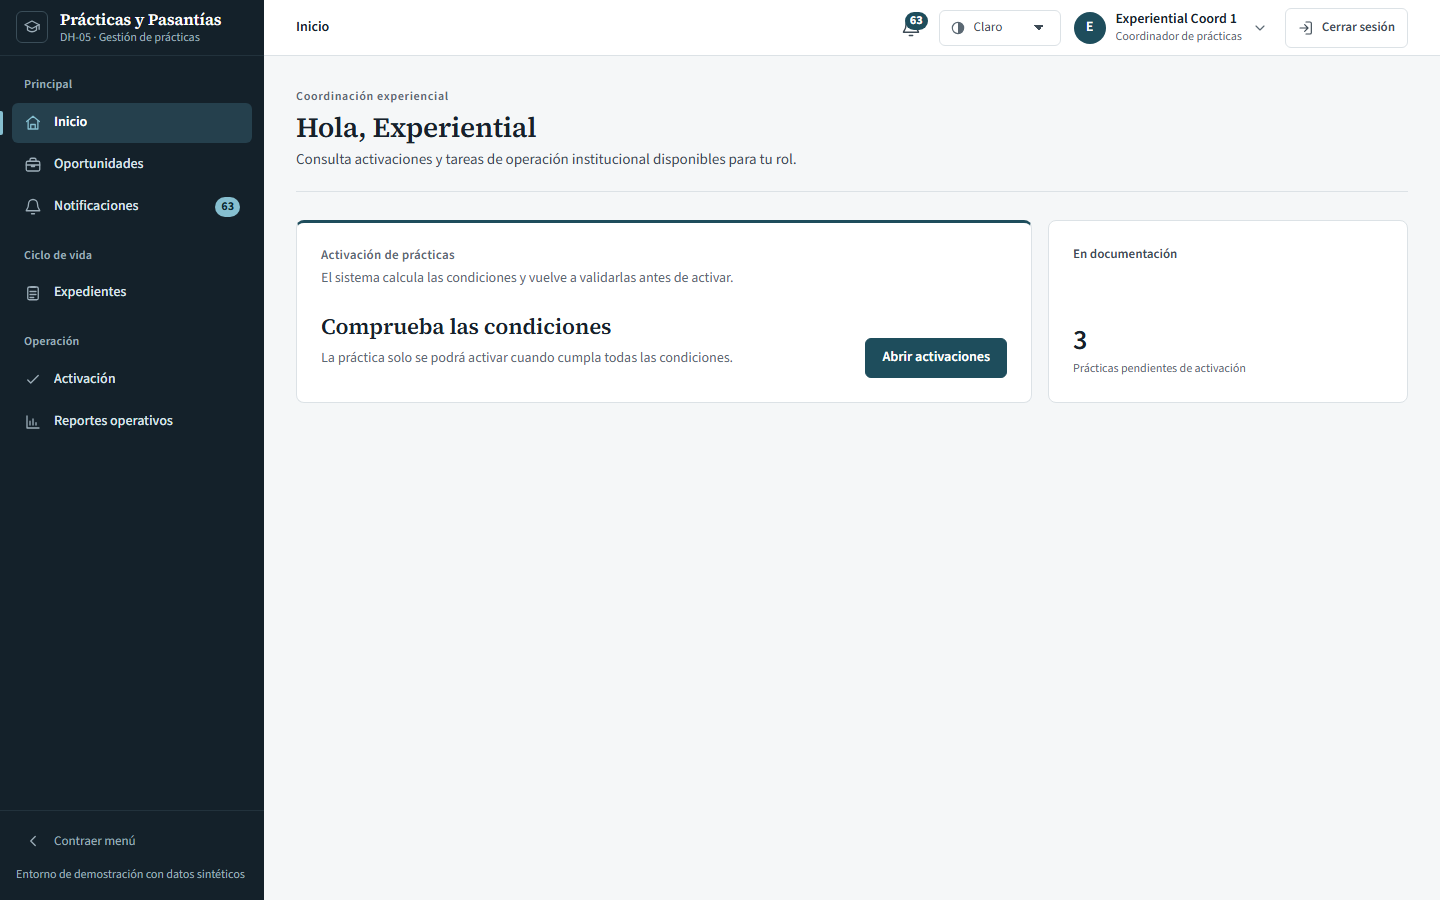 Prácticas y Pasantías
DH-05 · Gestión de prácticas
Principal
Inicio
Oportunidades
Notificaciones
63
Ciclo de vida
Expedientes
Operación
Activación
Reportes operativos
Contraer menú
Entorno de demostración con datos sintéticos
Inicio
63
Claro
E
Experiential Coord 1
Coordinador de prácticas
Cerrar sesión
Coordinación experiencial
Hola, Experiential
Consulta activaciones y tareas de operación institucional disponibles para tu rol.
Activación de prácticas
El sistema calcula las condiciones y vuelve a validarlas antes de activar.
Comprueba las condiciones
La práctica solo se podrá activar cuando cumpla todas las condiciones.
Abrir activaciones
En documentación
3
Prácticas pendientes de activación